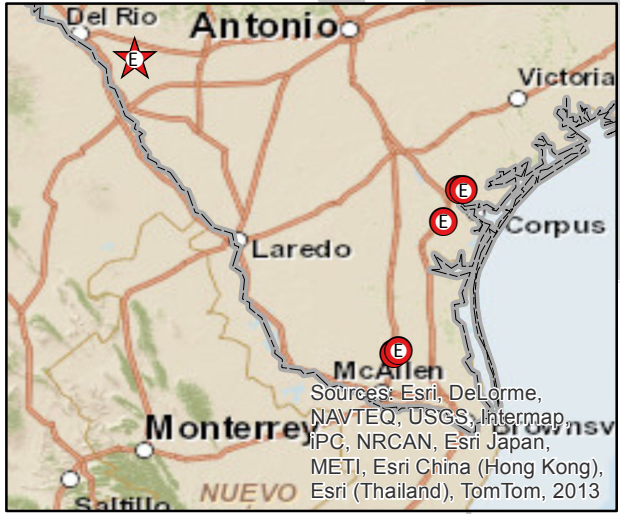 Del Rio
Antonio
E
Victoria
E
Corpus
E
Laredo
E
McAllen
Sources: Esri, DeLorme,
NAVTEQ, USGS, Intermap,
Brownsv
Monterrey
iPC, NRCAN, Esri Japan,
METI, Esri China (Hong Kong),
Saltillo
NUEVO
Esri (Thailand), TomTom, 2013